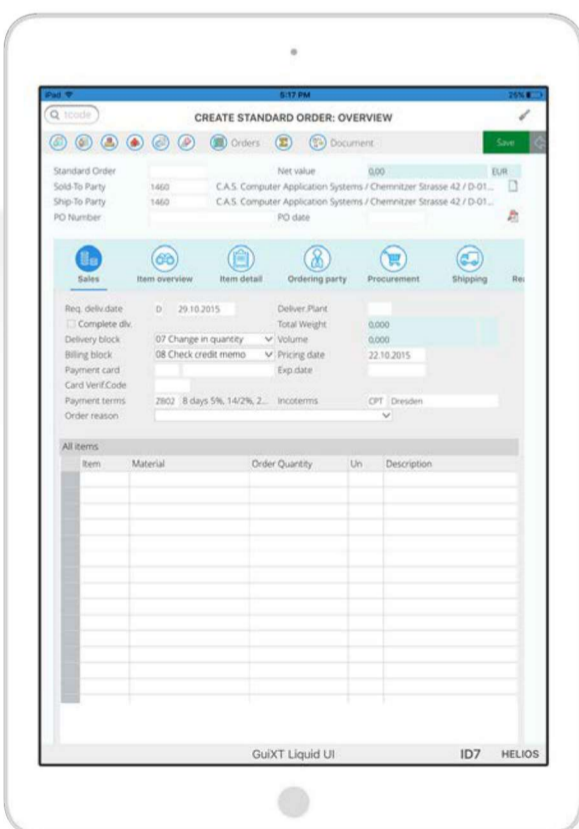 iPad 5:17 PM 26%
tcode CREATE STANDARD ORDER: OVERVIEW
Orders Document Save
Standard Order Net value 0,00 EUR
Sold-To Party 1460 C.A.S. Computer Application Systems / Chemnitzer Strasse 42 / D-01...
Ship-To Party 1460 C.A.S. Computer Application Systems / Chemnitzer Strasse 42 / D-01...
PO Number PO date
Sales Item overview Item detail Ordering party Procurement Shipping Re
Req. deliv.date D 29.10.2015 Deliver.Plant
Complete dlv. Total Weight 0,000
Delivery block 07 Change in quantity Volume 0,000
Billing block 08 Check credit memo Pricing date 22.10.2015
Payment card Exp.date
Card Verif.Code
Payment terms ZB02 8 days 5%, 14/2%, 2... Incoterms CPT Dresden
Order reason
All items
Item Material Order Quantity Un Description
GuiXT Liquid UI ID7 HELIOS